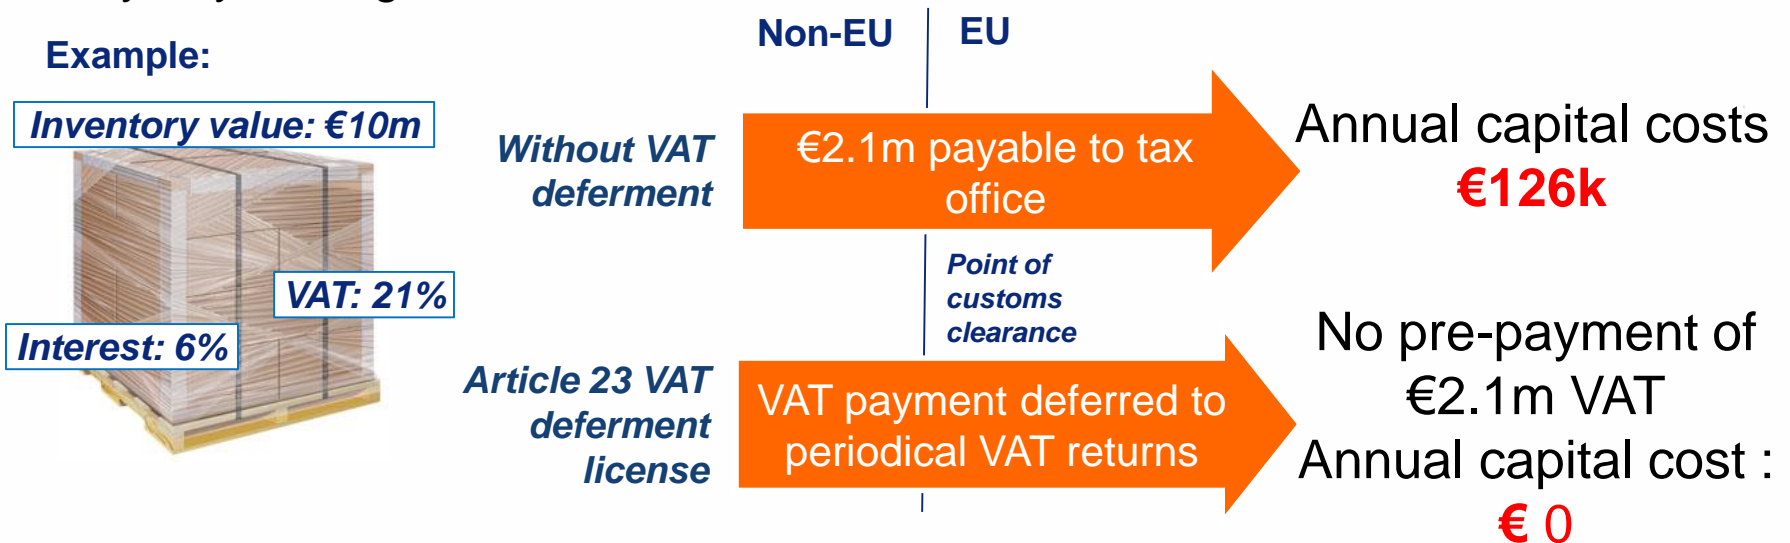 Example:
Non-EU
EU
Inventory value: €10m
VAT: 21%
Interest: 6%
Without VAT
deferment
€2.1m payable to tax
office
Annual capital costs
€126k
Point of
customs
clearance
Article 23 VAT
deferment
license
VAT payment deferred to
periodical VAT returns
No pre-payment of
€2.1m VAT
Annual capital cost :
€ 0